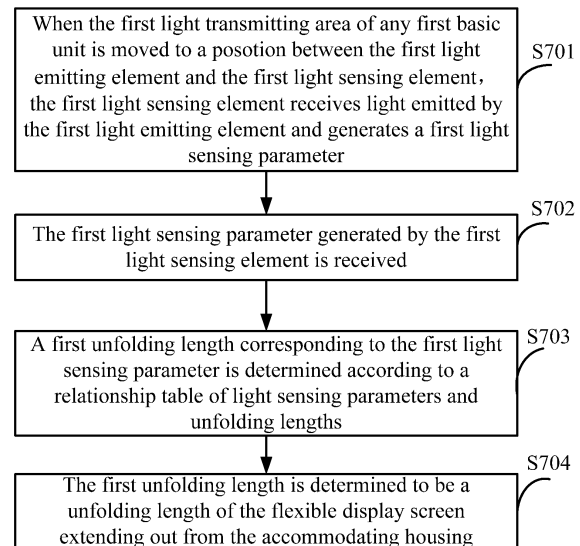 When the first light transmitting area of any first basic
unit is moved to a posotion between the first light
emitting element and the first light sensing element，
the first light sensing element receives light emitted by
the first light emitting element and generates a first light
sensing parameter
S701
The first light sensing parameter generated by the first
light sensing element is received
S702
A first unfolding length corresponding to the first light
sensing parameter is determined according to a
relationship table of light sensing parameters and
unfolding lengths
S703
The first unfolding length is determined to be a
unfolding length of the flexible display screen
extending out from the accommodating housing
S704